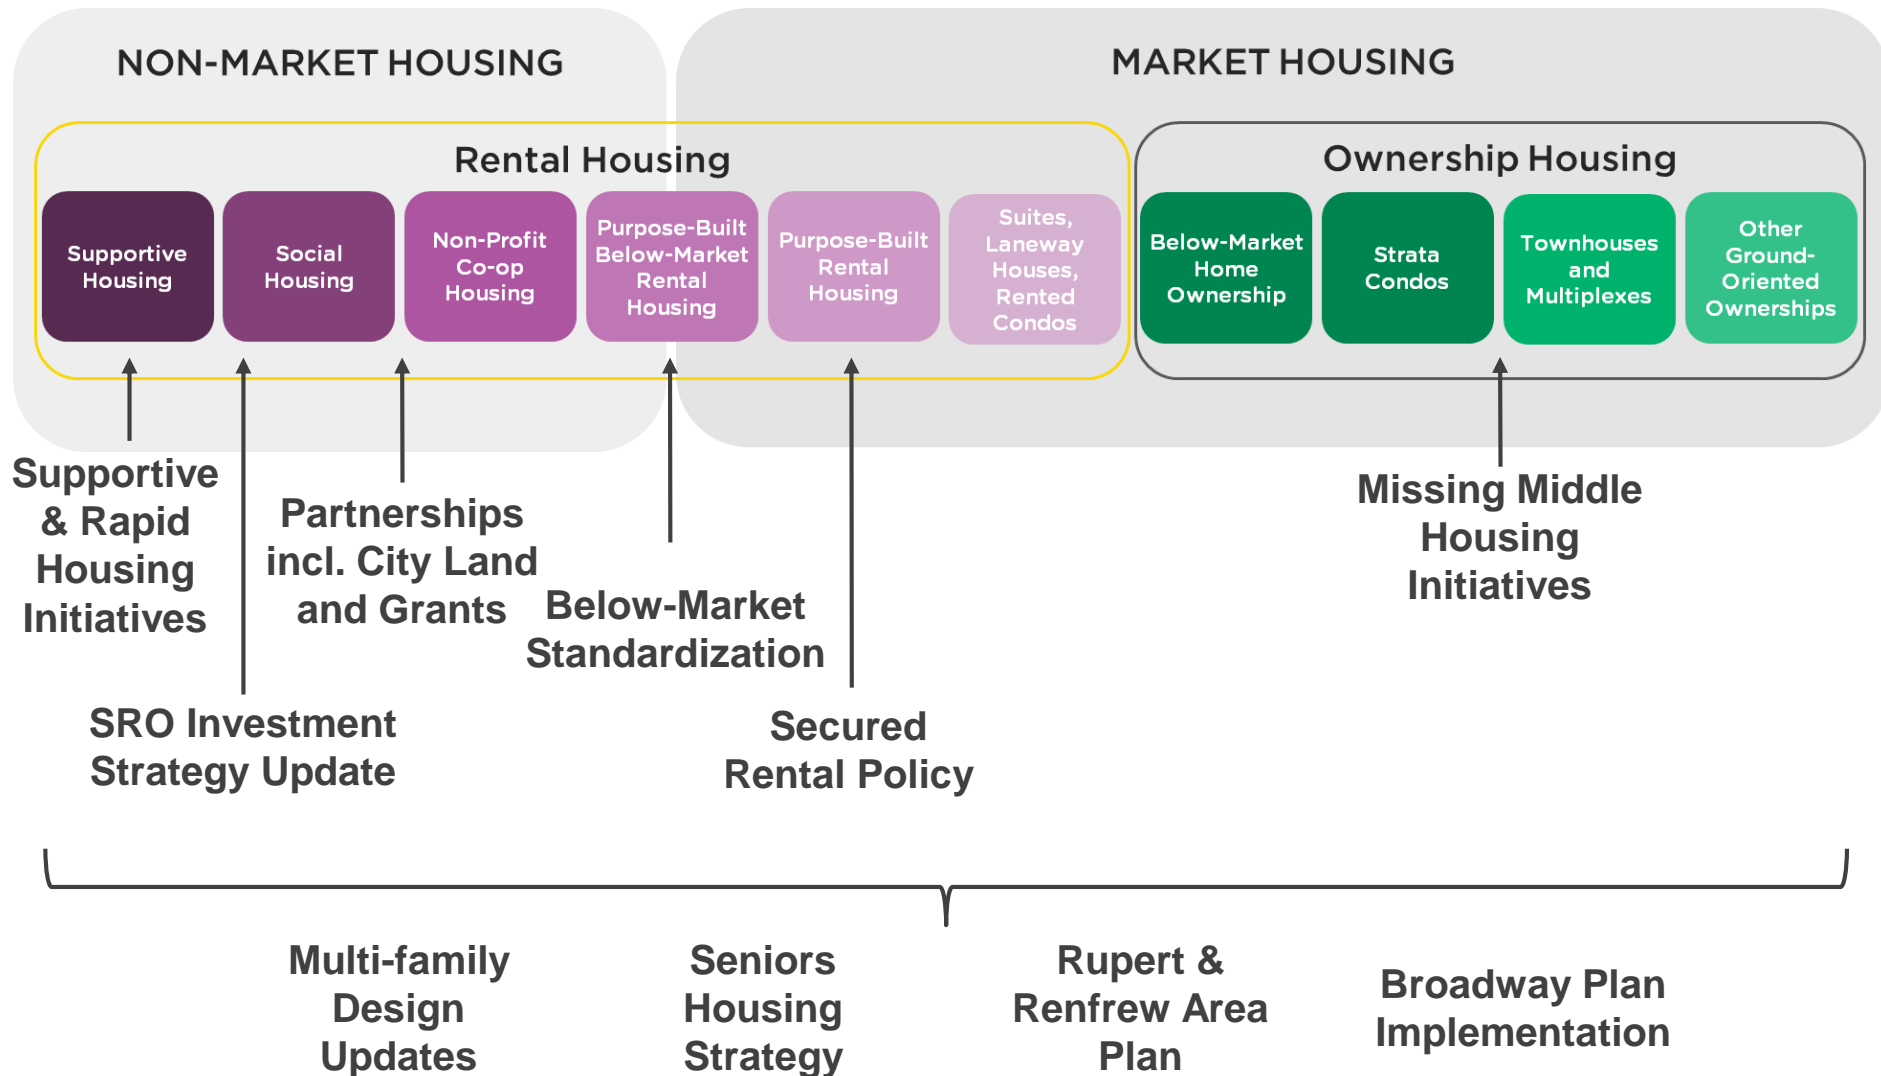 NON-MARKET HOUSING
MARKET HOUSING
Rental Housing
Ownership Housing
Supportive
Housing
Social
Housing
Non-Profit
Co-op
Housing
Purpose-Built
Below-Market
Rental
Housing
Purpose-Built
Rental
Housing
Suites,
Laneway
Houses,
Rented
Condos
Below-Market
Home
Ownership
Strata
Condos
Townhouses
and
Multiplexes
Other
Ground-
Oriented
Ownerships
Supportive
& Rapid
Housing
Initiatives
SRO Investment
Strategy Update
Partnerships
incl. City Land
and Grants
Below-Market
Standardization
Secured
Rental Policy
Missing Middle
Housing
Initiatives
Multi-family
Design
Updates
Seniors
Housing
Strategy
Rupert &
Renfrew Area
Plan
Broadway Plan
Implementation